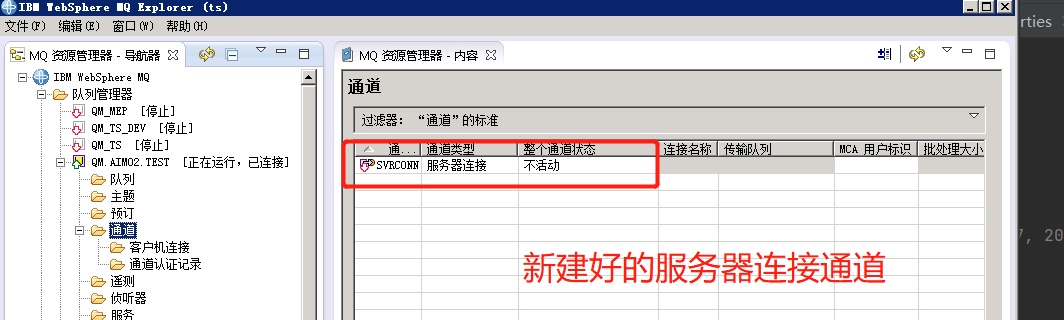 IBM WebSphere MQ Explorer (ts)
文件(F) 编辑(E) 窗口(W) 帮助(H)
rties
MQ 资源管理器 - 导航器
IBM WebSphere MQ
队列管理器
QM_MEP [停止]
QM_TS_DEV [停止]
QM_TS [停止]
QM.AIMO2.TEST [正在运行，已连接]
队列
主题
预订
通道
客户机连接
通道认证记录
遥测
侦听器
服务
MQ 资源管理器 - 内容
通道
过滤器： “通道”的标准
通... 通道类型 整个通道状态 连接名称 传输队列 MCA 用户标识 批处理大小
SVRCONN 服务器连接 不活动
7, 20
新建好的服务器连接通道